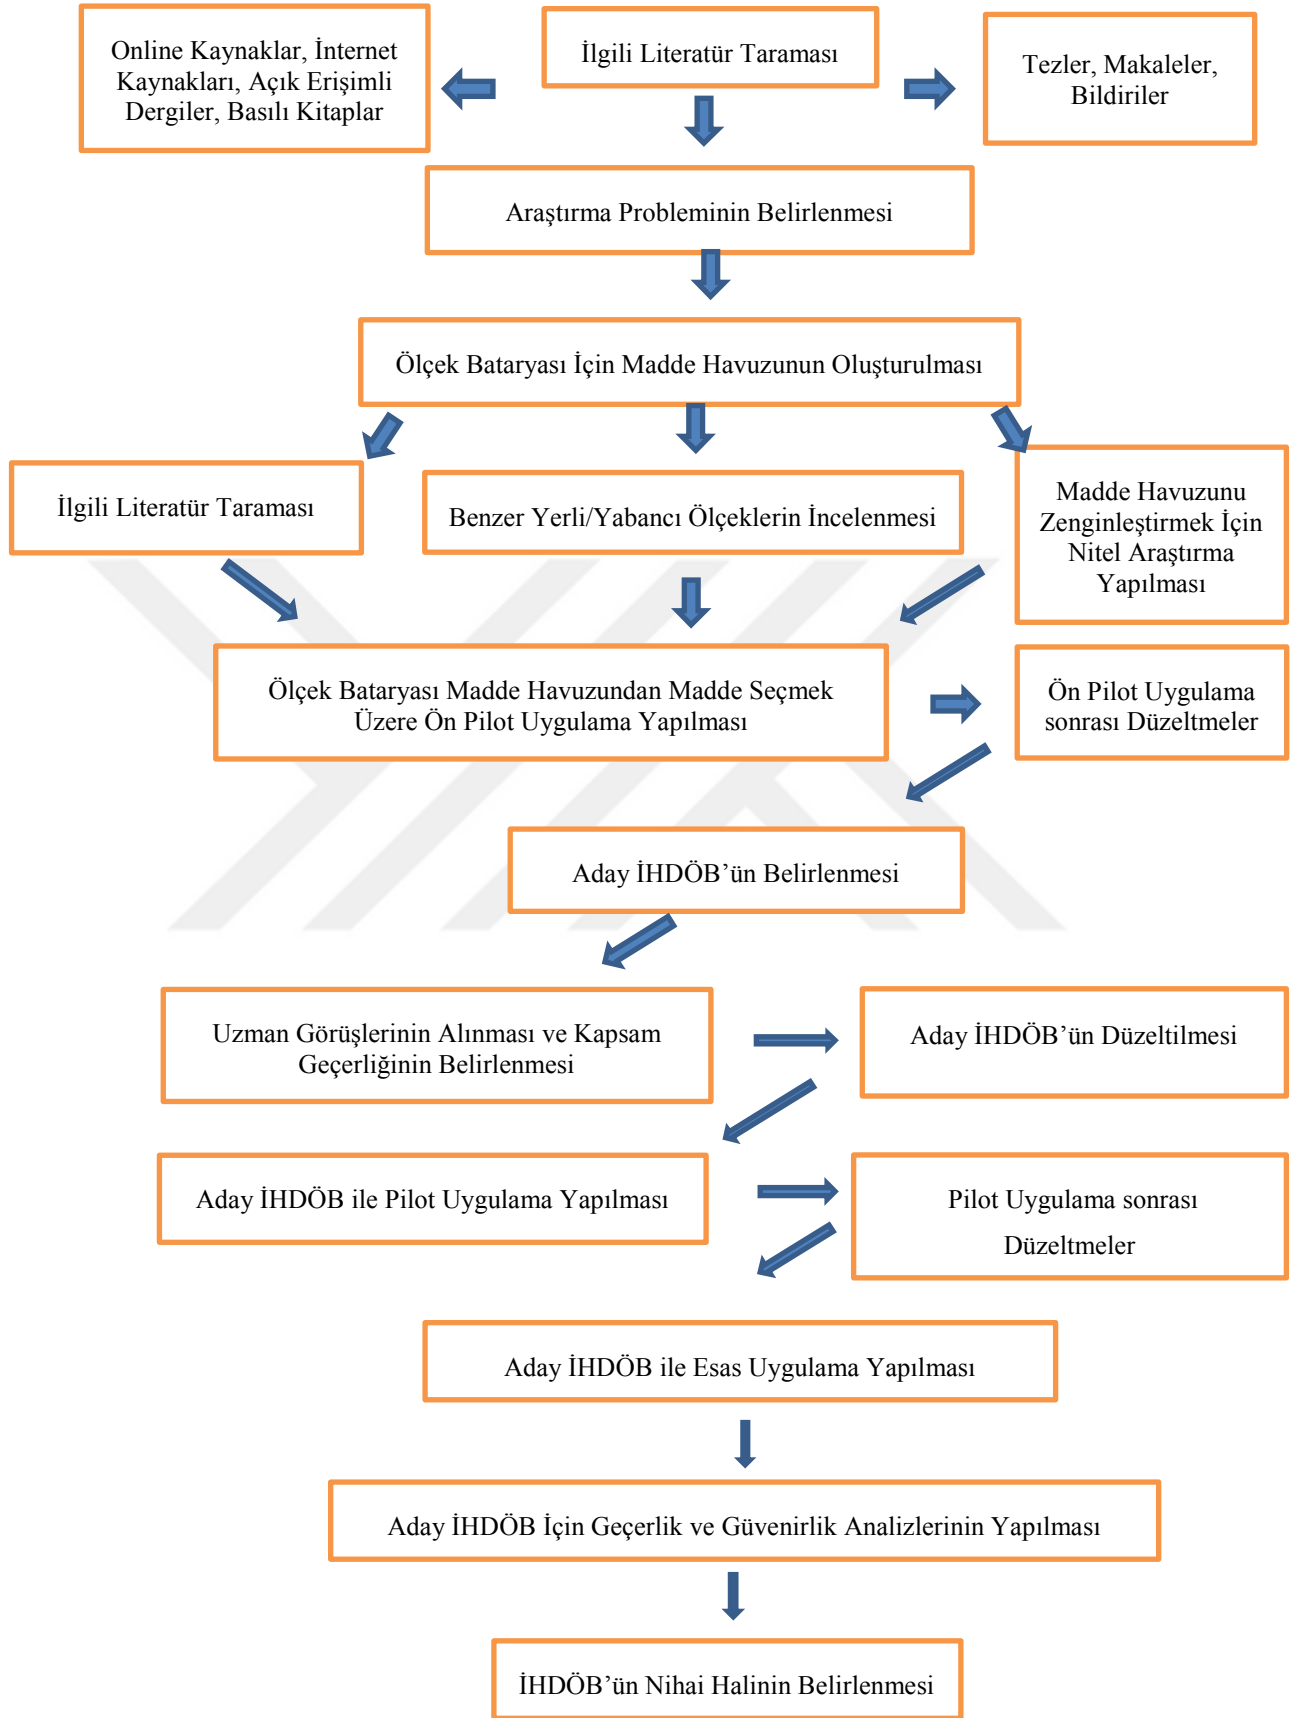 Online Kaynaklar, İnternet
Kaynakları, Açık Erişimli
Dergiler, Basılı Kitaplar
İlgili Literatür Taraması
Tezler, Makaleler,
Bildiriler
Araştırma Probleminin Belirlenmesi
Ölçek Bataryası İçin Madde Havuzunun Oluşturulması
İlgili Literatür Taraması
Benzer Yerli/Yabancı Ölçeklerin İncelenmesi
Madde Havuzunu
Zenginleştirmek İçin
Nitel Araştırma
Yapılması
Ölçek Bataryası Madde Havuzundan Madde Seçmek
Üzere Ön Pilot Uygulama Yapılması
Ön Pilot Uygulama
sonrası Düzeltmeler
Aday İHDÖB’ün Belirlenmesi
Uzman Görüşlerinin Alınması ve Kapsam
Geçerliğinin Belirlenmesi
Aday İHDÖB’ün Düzeltilmesi
Aday İHDÖB ile Pilot Uygulama Yapılması
Pilot Uygulama sonrası
Düzeltmeler
Aday İHDÖB ile Esas Uygulama Yapılması
Aday İHDÖB İçin Geçerlik ve Güvenirlik Analizlerinin Yapılması
İHDÖB’ün Nihai Halinin Belirlenmesi